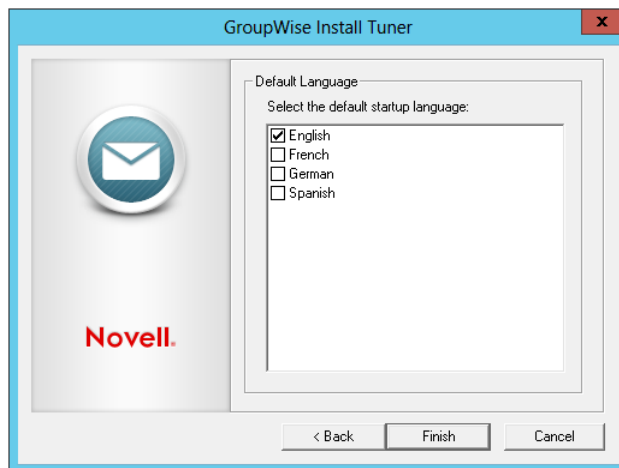 GroupWise Install Tuner
x
Default Language
Select the default startup language:
English
French
German
Spanish
Novell®
< Back
Finish
Cancel